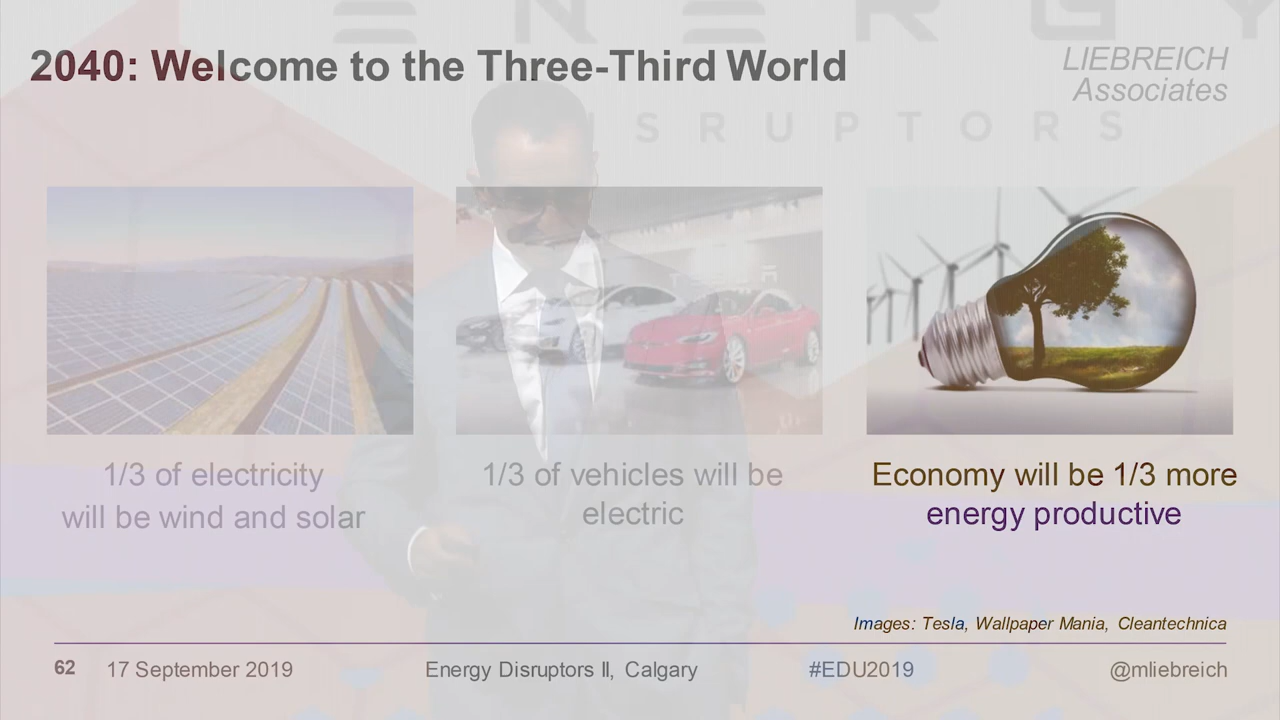 ENERGY
DISRUPTORS
2040: Welcome to the Three-Third World
LIEBREICH
Associates
1/3 of electricity
will be wind and solar
1/3 of vehicles will be
electric
Economy will be 1/3 more
energy productive
Images: Tesla, Wallpaper Mania, Cleantechnica
62 17 September 2019 Energy Disruptors II, Calgary #EDU2019 @mliebreich